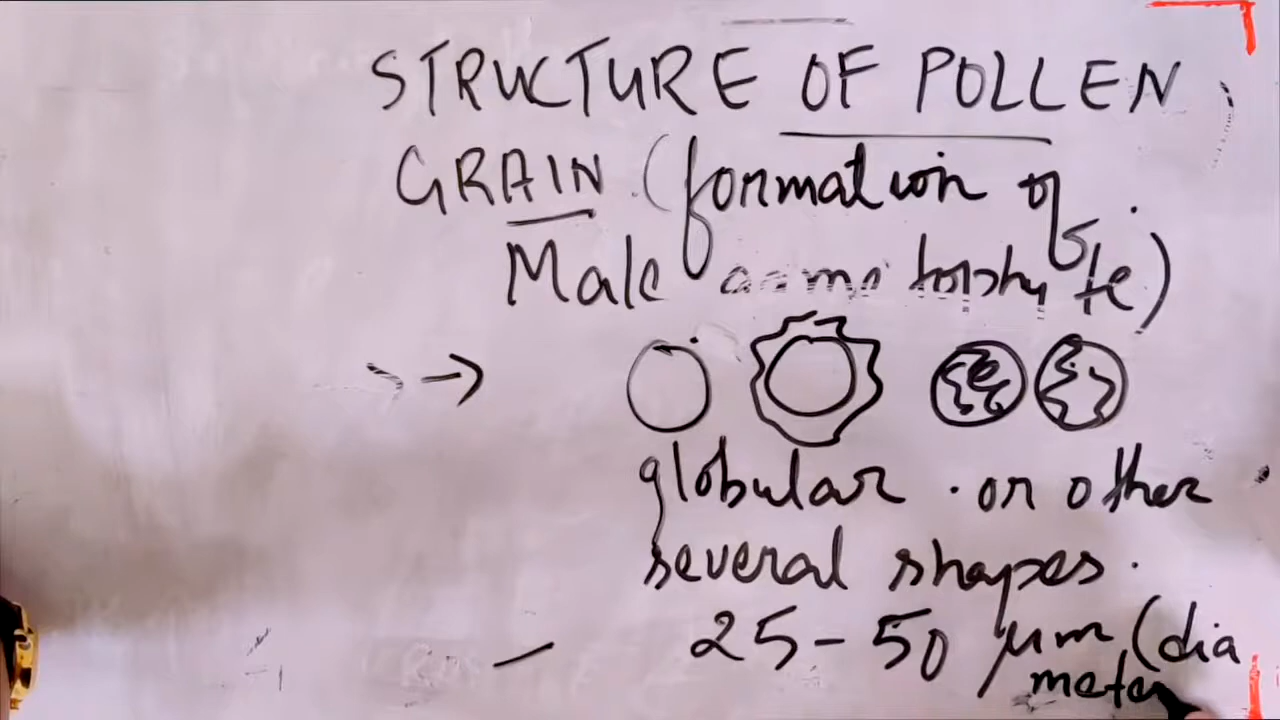 STRUCTURE OF POLLEN
GRAIN (formation of
Male gametophyte)
→ globular or other
several shapes.
— 25-50 μm (dia
meter